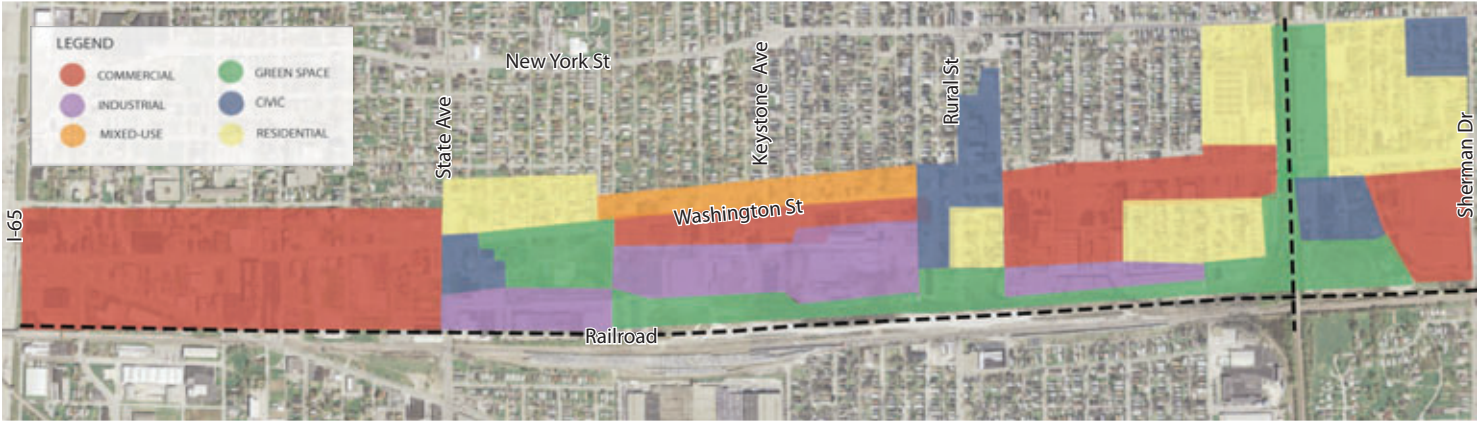 LEGEND
COMMERCIAL
GREEN SPACE
INDUSTRIAL
CIVIC
MIXED-USE
RESIDENTIAL
New York St
State Ave
Keystone Ave
Rural St
Sherman Dr
I-65
Washington St
Railroad